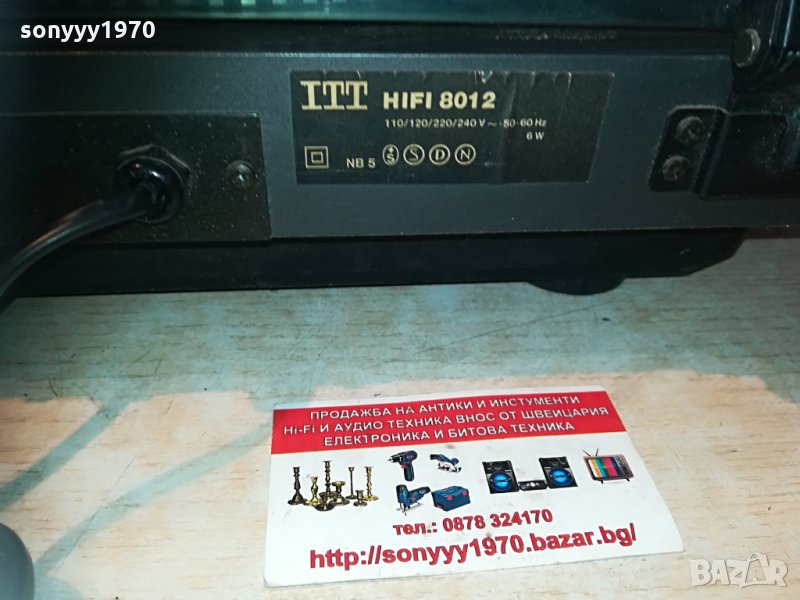 sonyyy1970
ITT HIFI 8012
110/120/220/240 V ~ 50-60 Hz
6 W
NB 5 S S D N
ПРОДАЖБА НА АНТИКИ И ИНСТУМЕНТИ
Hi-Fi И АУДИО ТЕХНИКА ВНОС ОТ ШВЕИЦАРИЯ
ЕЛЕКТРОНИКА И БИТОВА ТЕХНИКА
тел.: 0878 324170
http://sonyyy1970.bazar.bg/
BAZAR